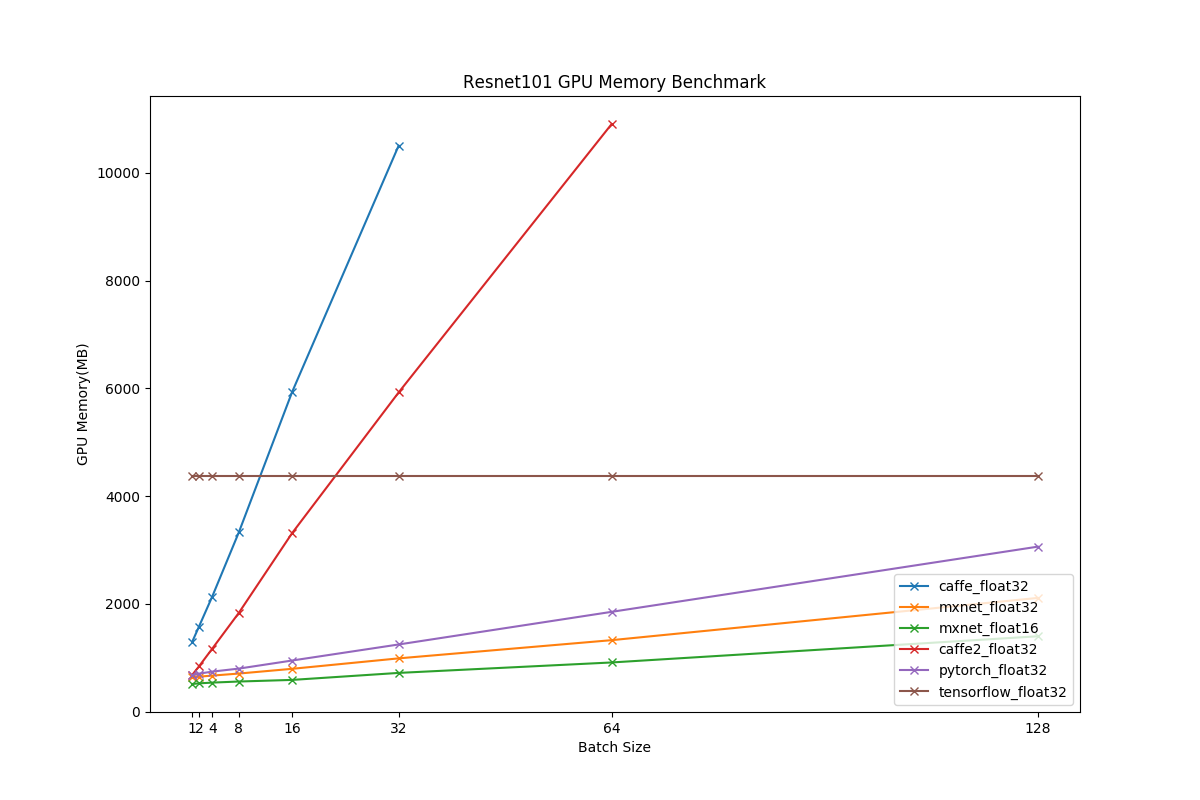 Resnet101 GPU Memory Benchmark
GPU Memory(MB)
10000
8000
6000
4000
2000
0
caffe_float32
mxnet_float32
mxnet_float16
caffe2_float32
pytorch_float32
tensorflow_float32
1 2 4 8 16 32 64 128
Batch Size